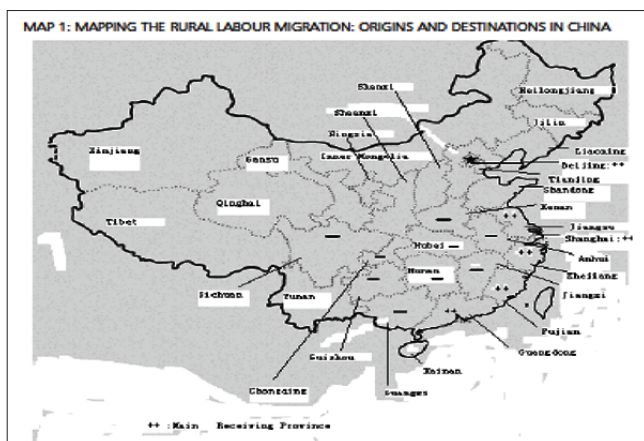 MAP 1: MAPPING THE RURAL LABOUR MIGRATION: ORIGINS AND DESTINATIONS IN CHINA
Shanxi
Heilongjiang
Shaanxi
Jilin
Ningxia
Liaoning
Xinjiang
Gansu
Inner Mongolia
Beijing:++
Tianjing
Shandong
Qinghai
Henan
++
Tibet
Jiangsu
Shanghai:++
Hubei —
Anhui
++
Hunan
Zhejiang
Sichuan
Yunan
Jiangxi
++
Fujian
++
Guangdong
Guizhou
Hainan
Chongqing
Guangxi
++ :Main Receiving Province